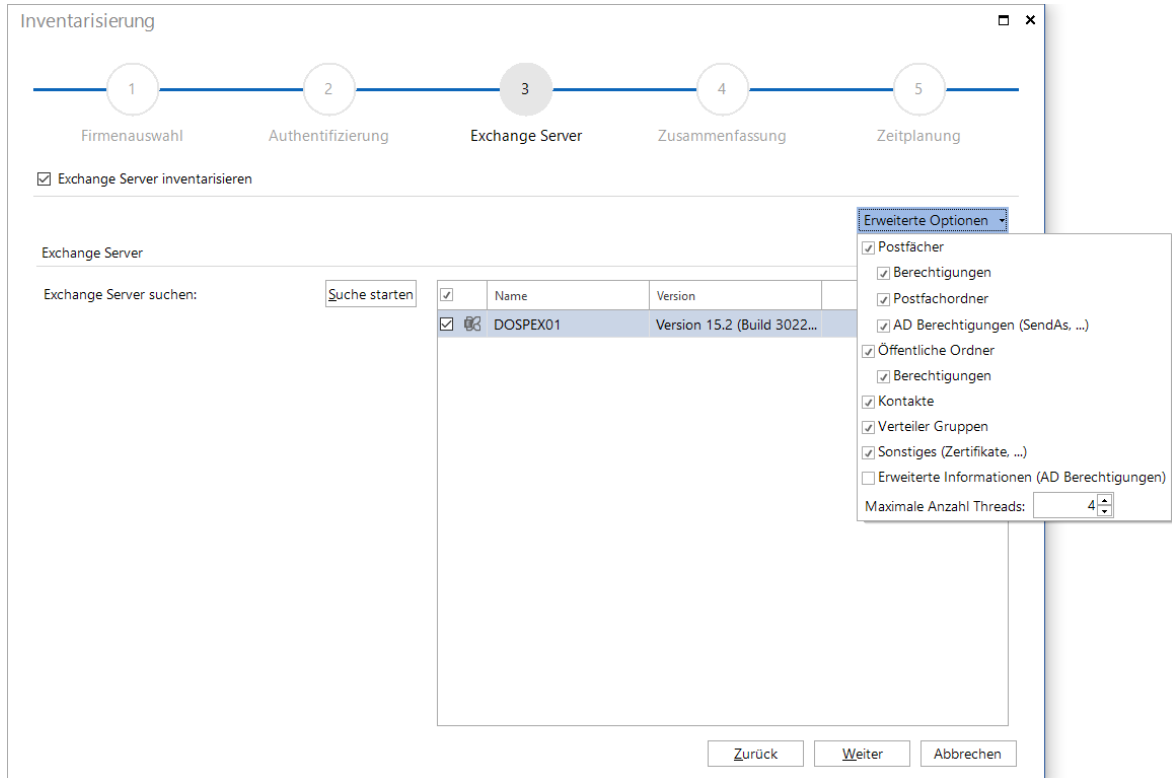 Inventarisierung
1
2
3
4
5
Firmenauswahl
Authentifizierung
Exchange Server
Zusammenfassung
Zeitplanung
Exchange Server inventarisieren
Erweiterte Optionen
Postfächer
Berechtigungen
Postfachordner
AD Berechtigungen (SendAs, ...)
Öffentliche Ordner
Berechtigungen
Kontakte
Verteiler Gruppen
Sonstiges (Zertifikate, ...)
Erweiterte Informationen (AD Berechtigungen)
Maximale Anzahl Threads: 4
Exchange Server
Exchange Server suchen:
Suche starten
Name
Version
DOSPEX01
Version 15.2 (Build 3022...
Zurück
Weiter
Abbrechen